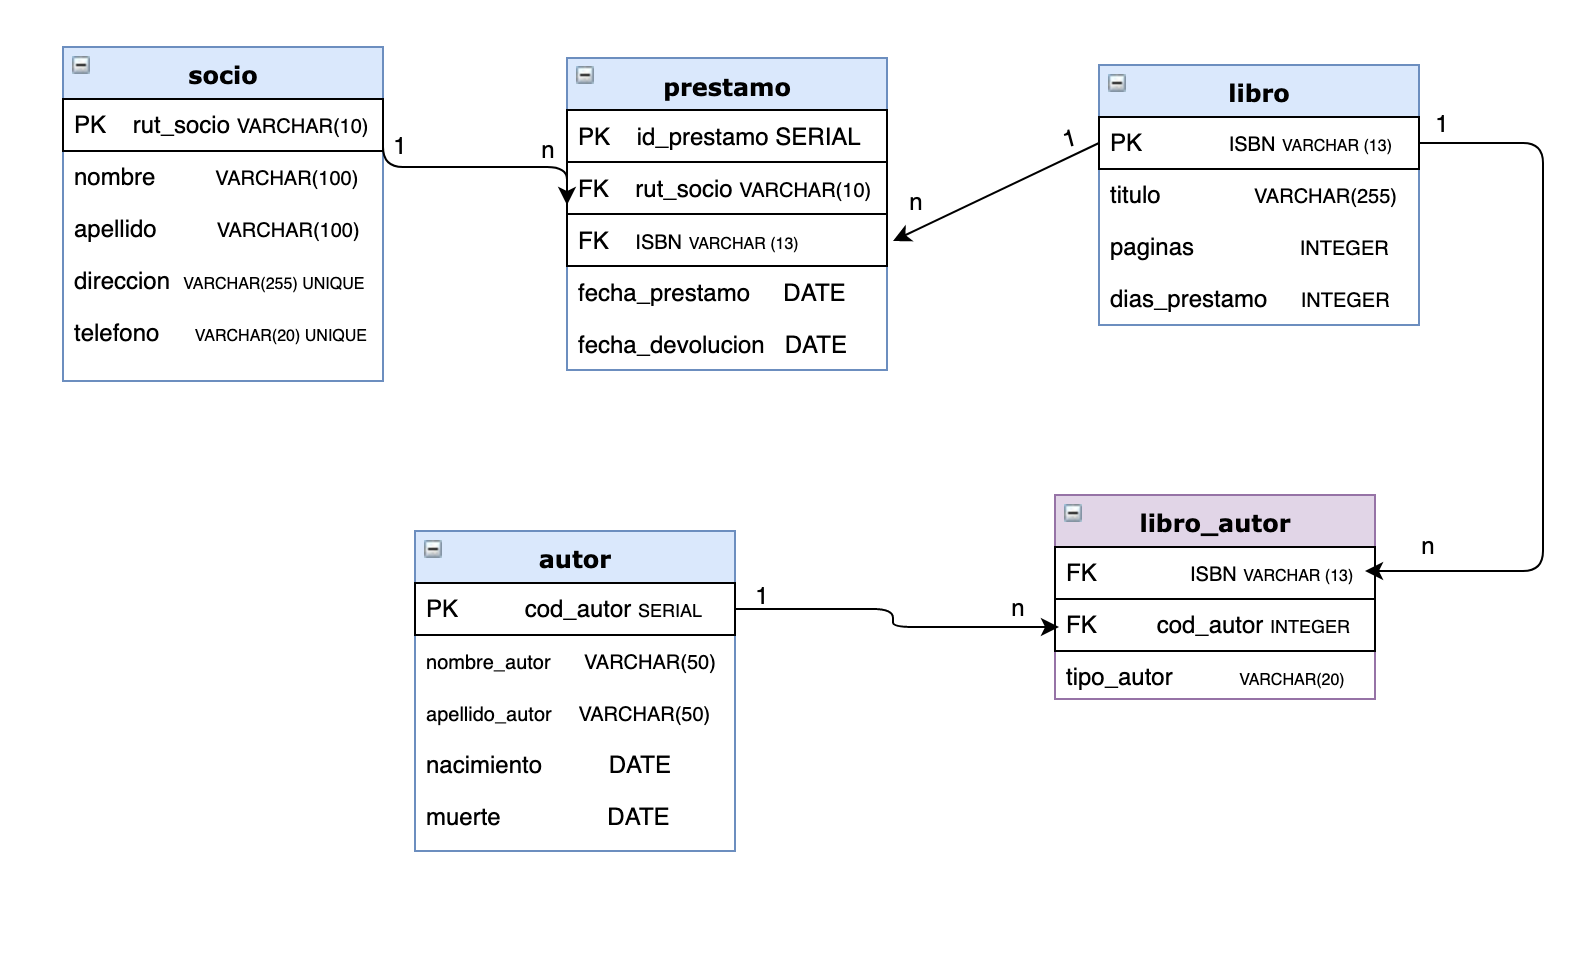 socio
PK rut_socio VARCHAR(10)
nombre VARCHAR(100)
apellido VARCHAR(100)
direccion VARCHAR(255) UNIQUE
telefono VARCHAR(20) UNIQUE
1
n
prestamo
PK id_prestamo SERIAL
FK rut_socio VARCHAR(10)
FK ISBN VARCHAR (13)
fecha_prestamo DATE
fecha_devolucion DATE
n
1
libro
PK ISBN VARCHAR (13)
titulo VARCHAR(255)
paginas INTEGER
dias_prestamo INTEGER
1
n
autor
PK cod_autor SERIAL
nombre_autor VARCHAR(50)
apellido_autor VARCHAR(50)
nacimiento DATE
muerte DATE
1
n
libro_autor
FK ISBN VARCHAR (13)
FK cod_autor INTEGER
tipo_autor VARCHAR(20)